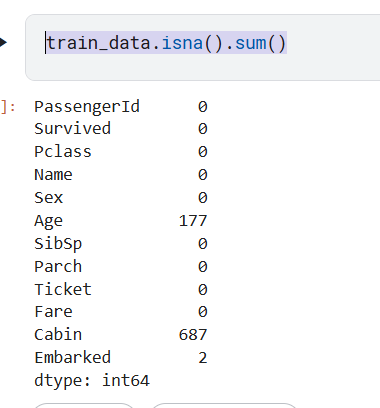 train_data.isna().sum()
]:
PassengerId 0
Survived 0
Pclass 0
Name 0
Sex 0
Age 177
SibSp 0
Parch 0
Ticket 0
Fare 0
Cabin 687
Embarked 2
dtype: int64